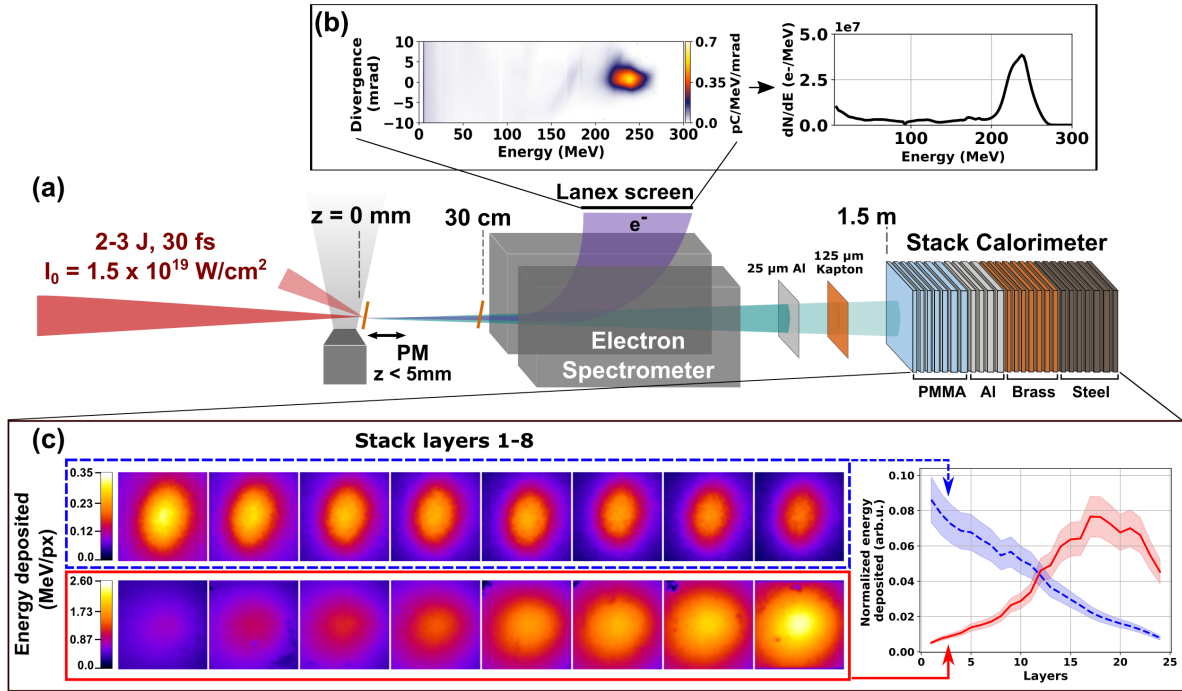 (b)
10
5
0
−5
−10
Divergence
(mrad)
0 50 100 150 200 250 300
Energy (MeV)
0.7
0.35
0.0
pC/MeV/mrad
1e7
5.0
2.5
0.0
dN/dE (e-/MeV)
0 100 200 300
Energy (MeV)
(a)
2-3 J, 30 fs
I0 = 1.5 x 10¹⁹ W/cm²
z = 0 mm
PM
z < 5mm
30 cm
Lanex screen
e-
Electron
Spectrometer
25 µm Al
125 µm
Kapton
1.5 m
Stack Calorimeter
PMMA Al Brass Steel
(c)
Stack layers 1-8
Energy deposited
(MeV/px)
0.35
0.23
0.12
0.0
2.60
1.73
0.87
0.0
Normalized energy
deposited (arb.u.)
0.10
0.08
0.06
0.04
0.02
0.00
0 5 10 15 20 25
Layers